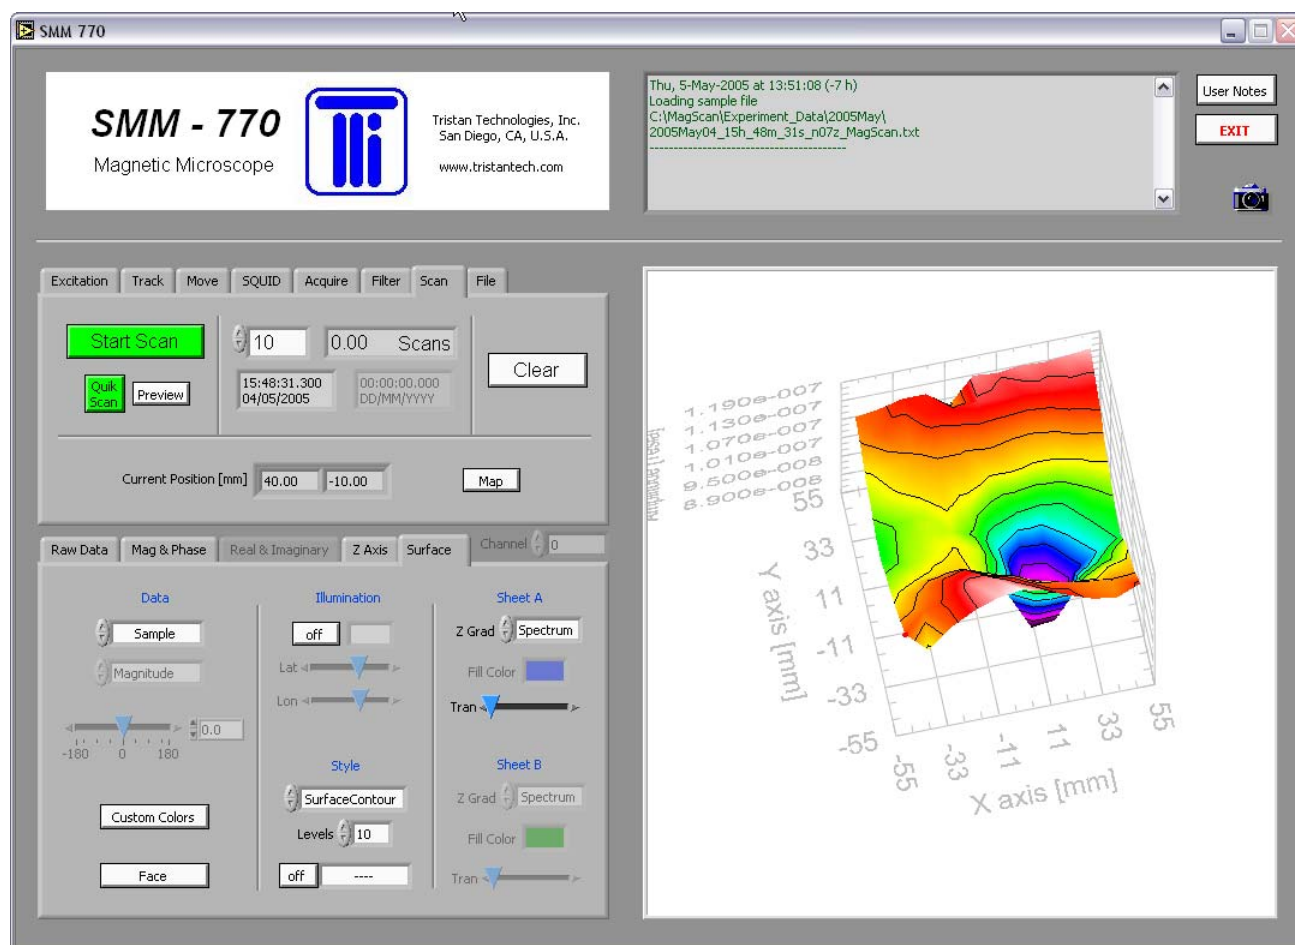 SMM 770
SMM - 770
Magnetic Microscope
Tristan Technologies, Inc.
San Diego, CA, U.S.A.
www.tristantech.com
Thu, 5-May-2005 at 13:51:08 (-7 h)
Loading sample file
C:\MagScan\Experiment_Data\2005May\
2005May04_15h_48m_31s_n07z_MagScan.txt
----------------------------------------
User Notes
EXIT
Excitation Track Move SQUID Acquire Filter Scan File
Start Scan
10
0.00 Scans
Clear
Quik
Scan
Preview
15:48:31.300
04/05/2005
00:00:00.000
DD/MM/YYYY
Current Position [mm] 40.00 -10.00
Map
Raw Data Mag & Phase Real & Imaginary Z Axis Surface Channel 0
Data
Sample
Magnitude
0.0
-180 0 180
Custom Colors
Face
Illumination
off
Lat
Lon
Style
SurfaceContour
Levels 10
off ----
Sheet A
Z Grad Spectrum
Fill Color
Tran
Sheet B
Z Grad Spectrum
Fill Color
Tran
1.190e-007
1.130e-007
1.070e-007
1.010e-007
9.500e-008
8.900e-008
55
33
11
-11
-33
-55
Y axis [mm]
-55
-33
-11
11
33
55
X axis [mm]